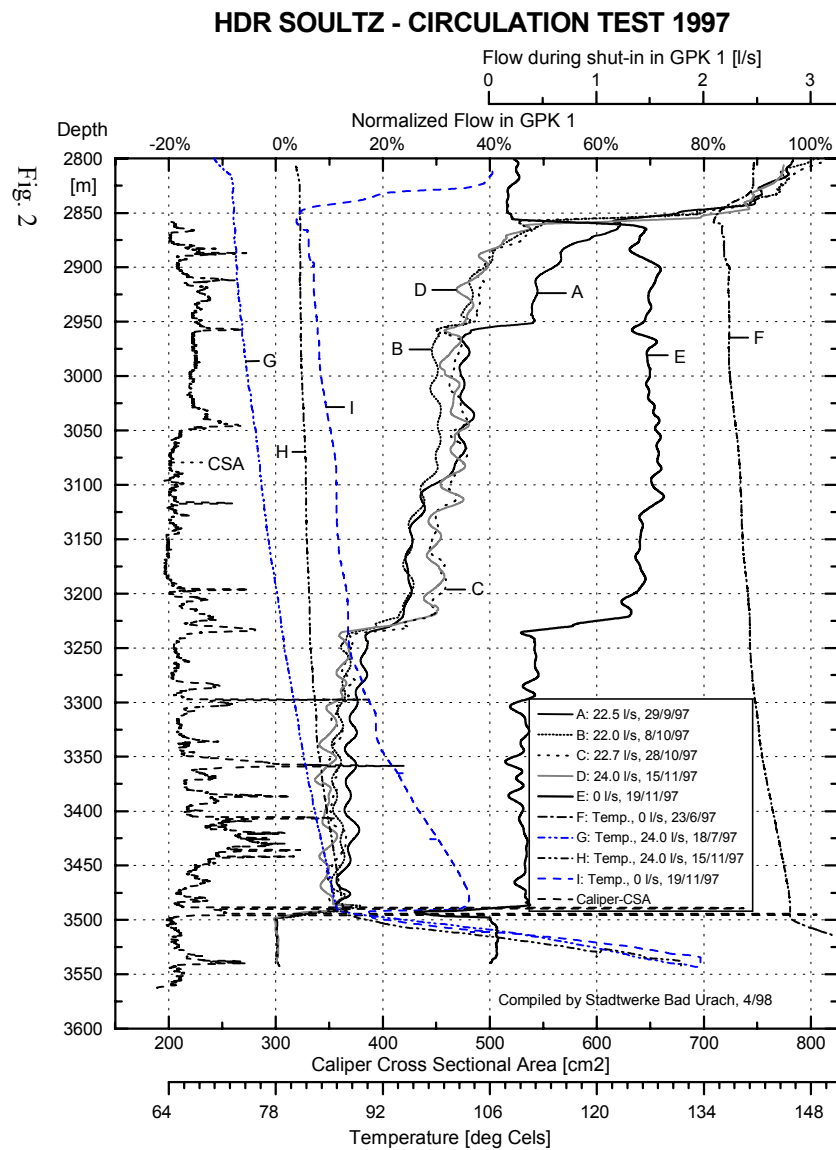 HDR SOULTZ - CIRCULATION TEST 1997
Flow during shut-in in GPK 1 [l/s]
0 1 2 3
Normalized Flow in GPK 1
Depth
-20% 0% 20% 40% 60% 80% 100%
[m]
2800
2850
2900
2950
3000
3050
3100
3150
3200
3250
3300
3350
3400
3450
3500
3550
3600
Fig. 2
D
A
B
F
E
G
I
H
CSA
C
A: 22.5 l/s, 29/9/97
B: 22.0 l/s, 8/10/97
C: 22.7 l/s, 28/10/97
D: 24.0 l/s, 15/11/97
E: 0 l/s, 19/11/97
F: Temp., 0 l/s, 23/6/97
G: Temp., 24.0 l/s, 18/7/97
H: Temp., 24.0 l/s, 15/11/97
I: Temp., 0 l/s, 19/11/97
Caliper-CSA
Compiled by Stadtwerke Bad Urach, 4/98
200 300 400 500 600 700 800
Caliper Cross Sectional Area [cm2]
64 78 92 106 120 134 148
Temperature [deg Cels]